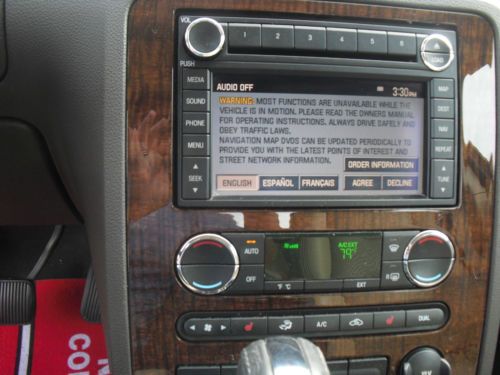 VOL
PUSH
1 2 3 4 5 6
LOAD
MEDIA
SOUND
PHONE
MENU
SEEK
MAP
DEST
NAV
REPEAT
TUNE
AUDIO OFF
3:30PM
WARNING: MOST FUNCTIONS ARE UNAVAILABLE WHILE THE
VEHICLE IS IN MOTION. PLEASE READ THE OWNERS MANUAL
FOR OPERATING INSTRUCTIONS. ALWAYS DRIVE SAFELY AND
OBEY TRAFFIC LAWS.
NAVIGATION MAP DVDS CAN BE UPDATED PERIODICALLY TO
PROVIDE YOU WITH THE LATEST POINTS OF INTEREST AND
STREET NETWORK INFORMATION.
ORDER INFORMATION
ENGLISH ESPAÑOL FRANÇAIS AGREE DECLINE
AUTO
OFF
A/C EXT
79°
°F °C
EXT
R
A/C
DUAL
CO